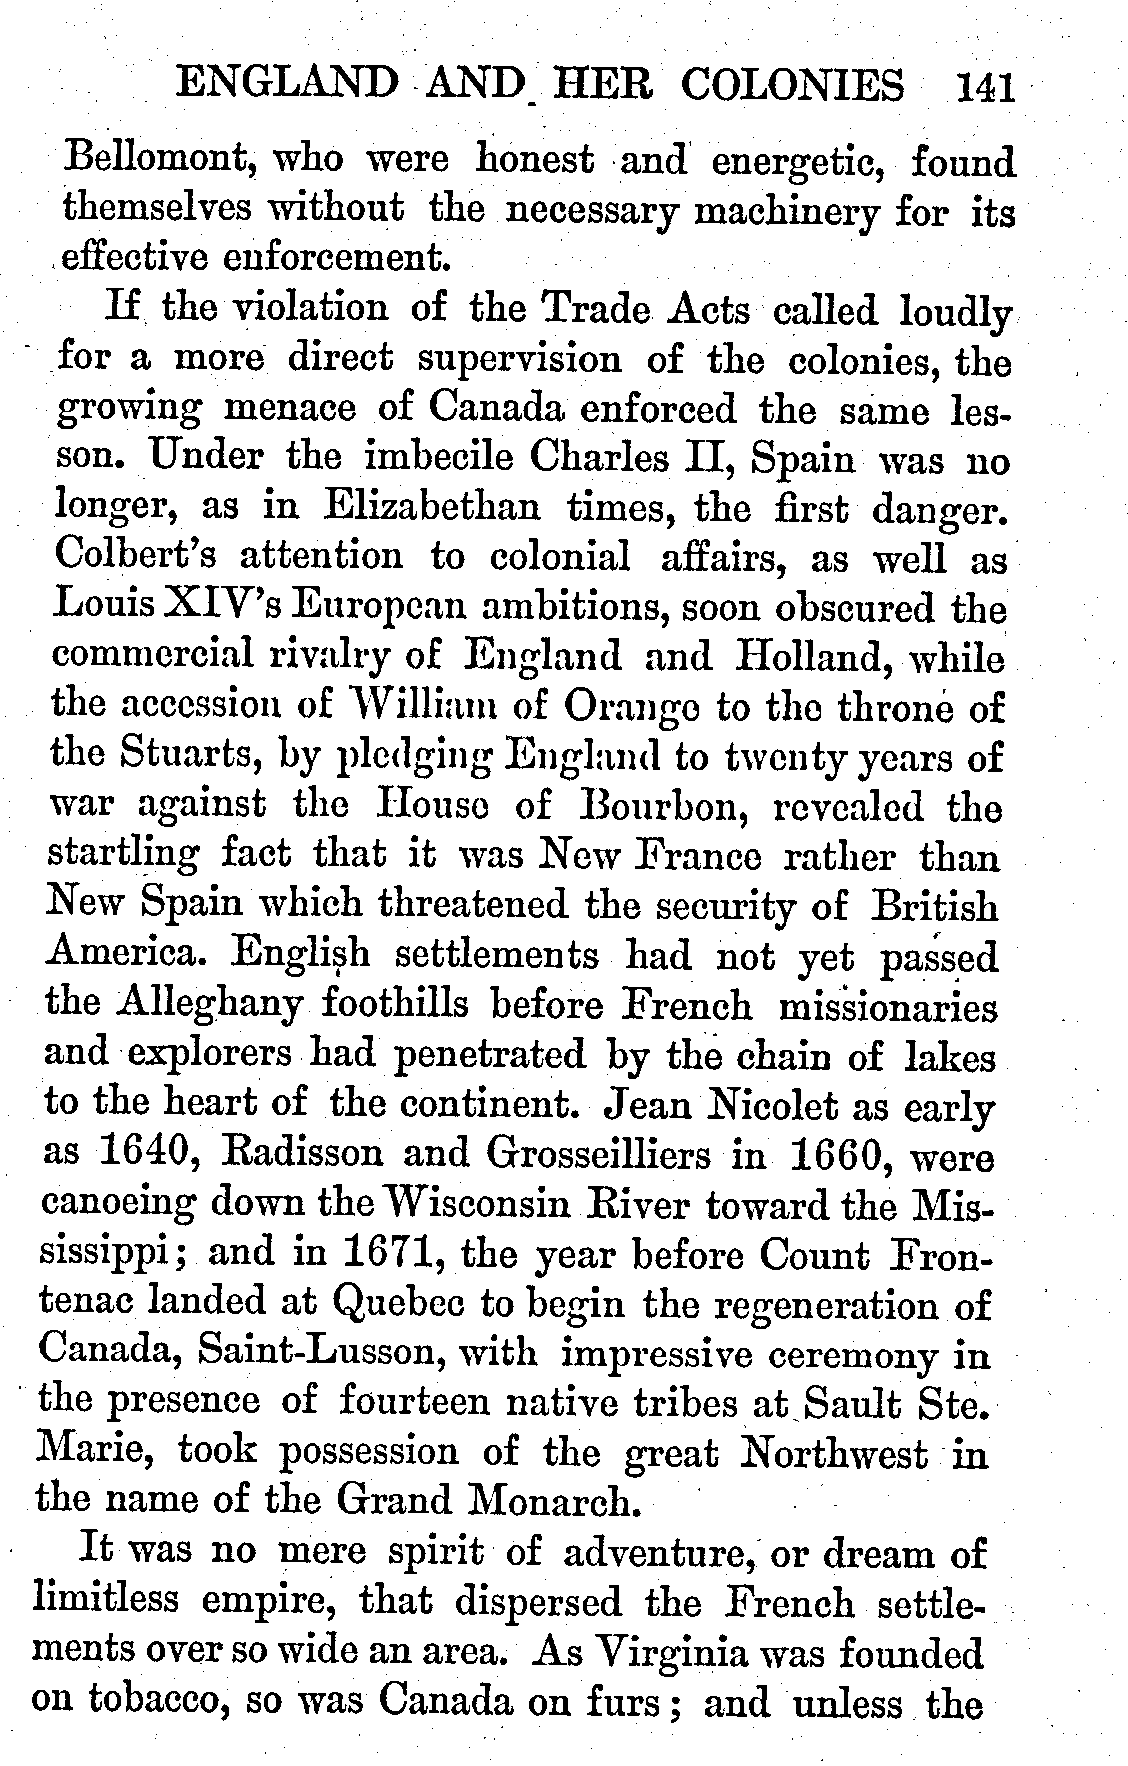 ENGLAND AND HER COLONIES 141
Bellomont, who were honest and energetic, found
themselves without the necessary machinery for its
effective enforcement.
If the violation of the Trade Acts called loudly
for a more direct supervision of the colonies, the
growing menace of Canada enforced the same les-
son. Under the imbecile Charles II, Spain was no
longer, as in Elizabethan times, the first danger.
Colbert's attention to colonial affairs, as well as
Louis XIV's European ambitions, soon obscured the
commercial rivalry of England and Holland, while
the accession of William of Orange to the throne of
the Stuarts, by pledging England to twenty years of
war against the House of Bourbon, revealed the
startling fact that it was New France rather than
New Spain which threatened the security of British
America. English settlements had not yet passed
the Alleghany foothills before French missionaries
and explorers had penetrated by the chain of lakes
to the heart of the continent. Jean Nicolet as early
as 1640, Radisson and Grosseilliers in 1660, were
canoeing down the Wisconsin River toward the Mis-
sissippi; and in 1671, the year before Count Fron-
tenac landed at Quebec to begin the regeneration of
Canada, Saint-Lusson, with impressive ceremony in
the presence of fourteen native tribes at Sault Ste.
Marie, took possession of the great Northwest in
the name of the Grand Monarch.
It was no mere spirit of adventure, or dream of
limitless empire, that dispersed the French settle-
ments over so wide an area. As Virginia was founded
on tobacco, so was Canada on furs; and unless the